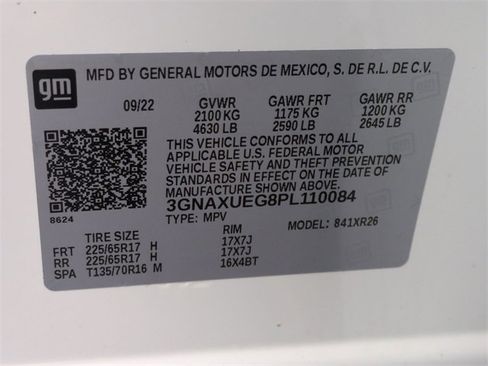 gm
MFD BY GENERAL MOTORS DE MEXICO, S. DE R.L. DE C.V.
09/22 GVWR GAWR FRT GAWR RR
2100 KG 1175 KG 1200 KG
4630 LB 2590 LB 2645 LB
THIS VEHICLE CONFORMS TO ALL
APPLICABLE U.S. FEDERAL MOTOR
VEHICLE SAFETY AND THEFT PREVENTION
STANDARDS IN EFFECT ON THE DATE OF
MANUFACTURE SHOWN ABOVE.
8624 3GNAXUEG8PL110084
TYPE: MPV MODEL: 841XR26
TIRE SIZE RIM
FRT 225/65R17 H 17X7J
RR 225/65R17 H 17X7J
SPA T135/70R16 M 16X4BT